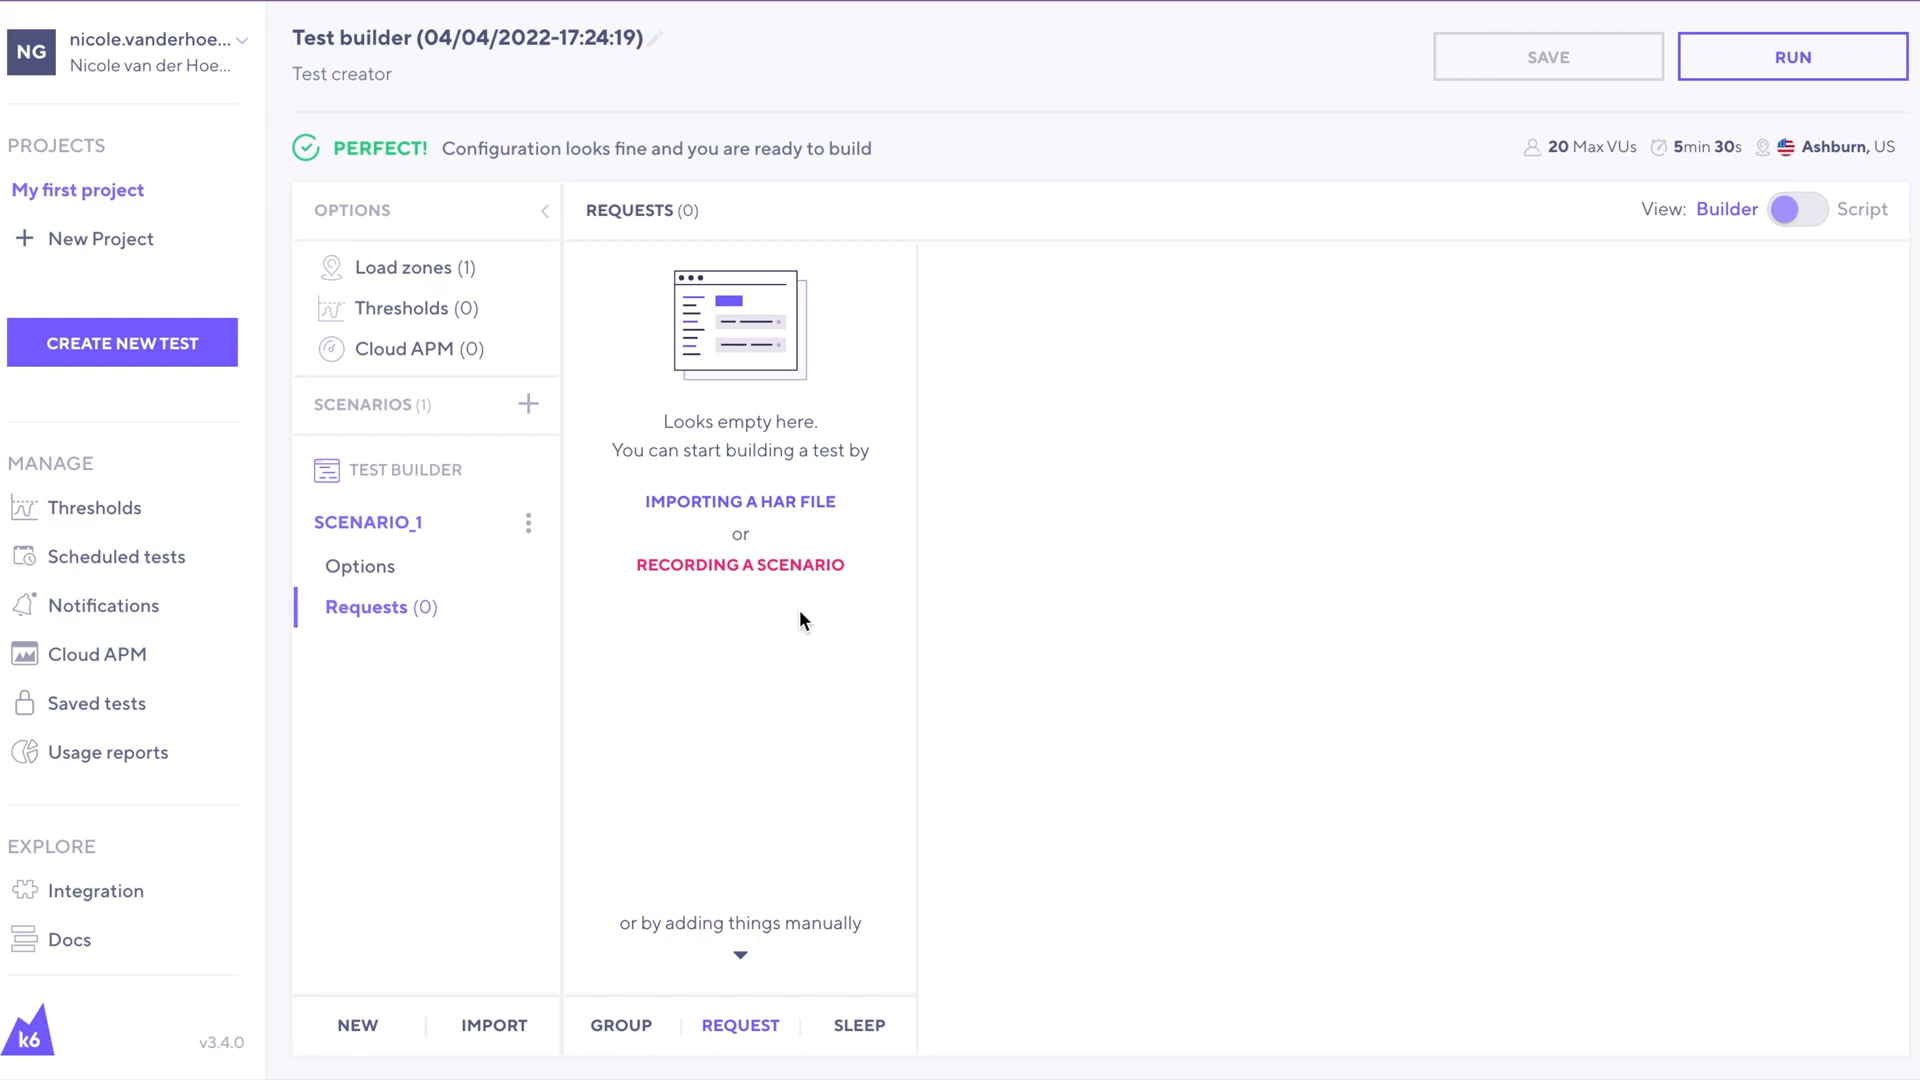 NG
nicole.vanderhoe...
Nicole van der Hoe...
PROJECTS
My first project
+ New Project
CREATE NEW TEST
MANAGE
Thresholds
Scheduled tests
Notifications
Cloud APM
Saved tests
Usage reports
EXPLORE
Integration
Docs
k6
v3.4.0
Test builder (04/04/2022-17:24:19)
Test creator
SAVE
RUN
PERFECT! Configuration looks fine and you are ready to build
20 Max VUs 5min 30s Ashburn, US
OPTIONS
Load zones (1)
Thresholds (0)
Cloud APM (0)
SCENARIOS (1)
TEST BUILDER
SCENARIO_1
Options
Requests (0)
NEW
IMPORT
REQUESTS (0)
View: Builder Script
Looks empty here.
You can start building a test by
IMPORTING A HAR FILE
or
RECORDING A SCENARIO
or by adding things manually
GROUP
REQUEST
SLEEP